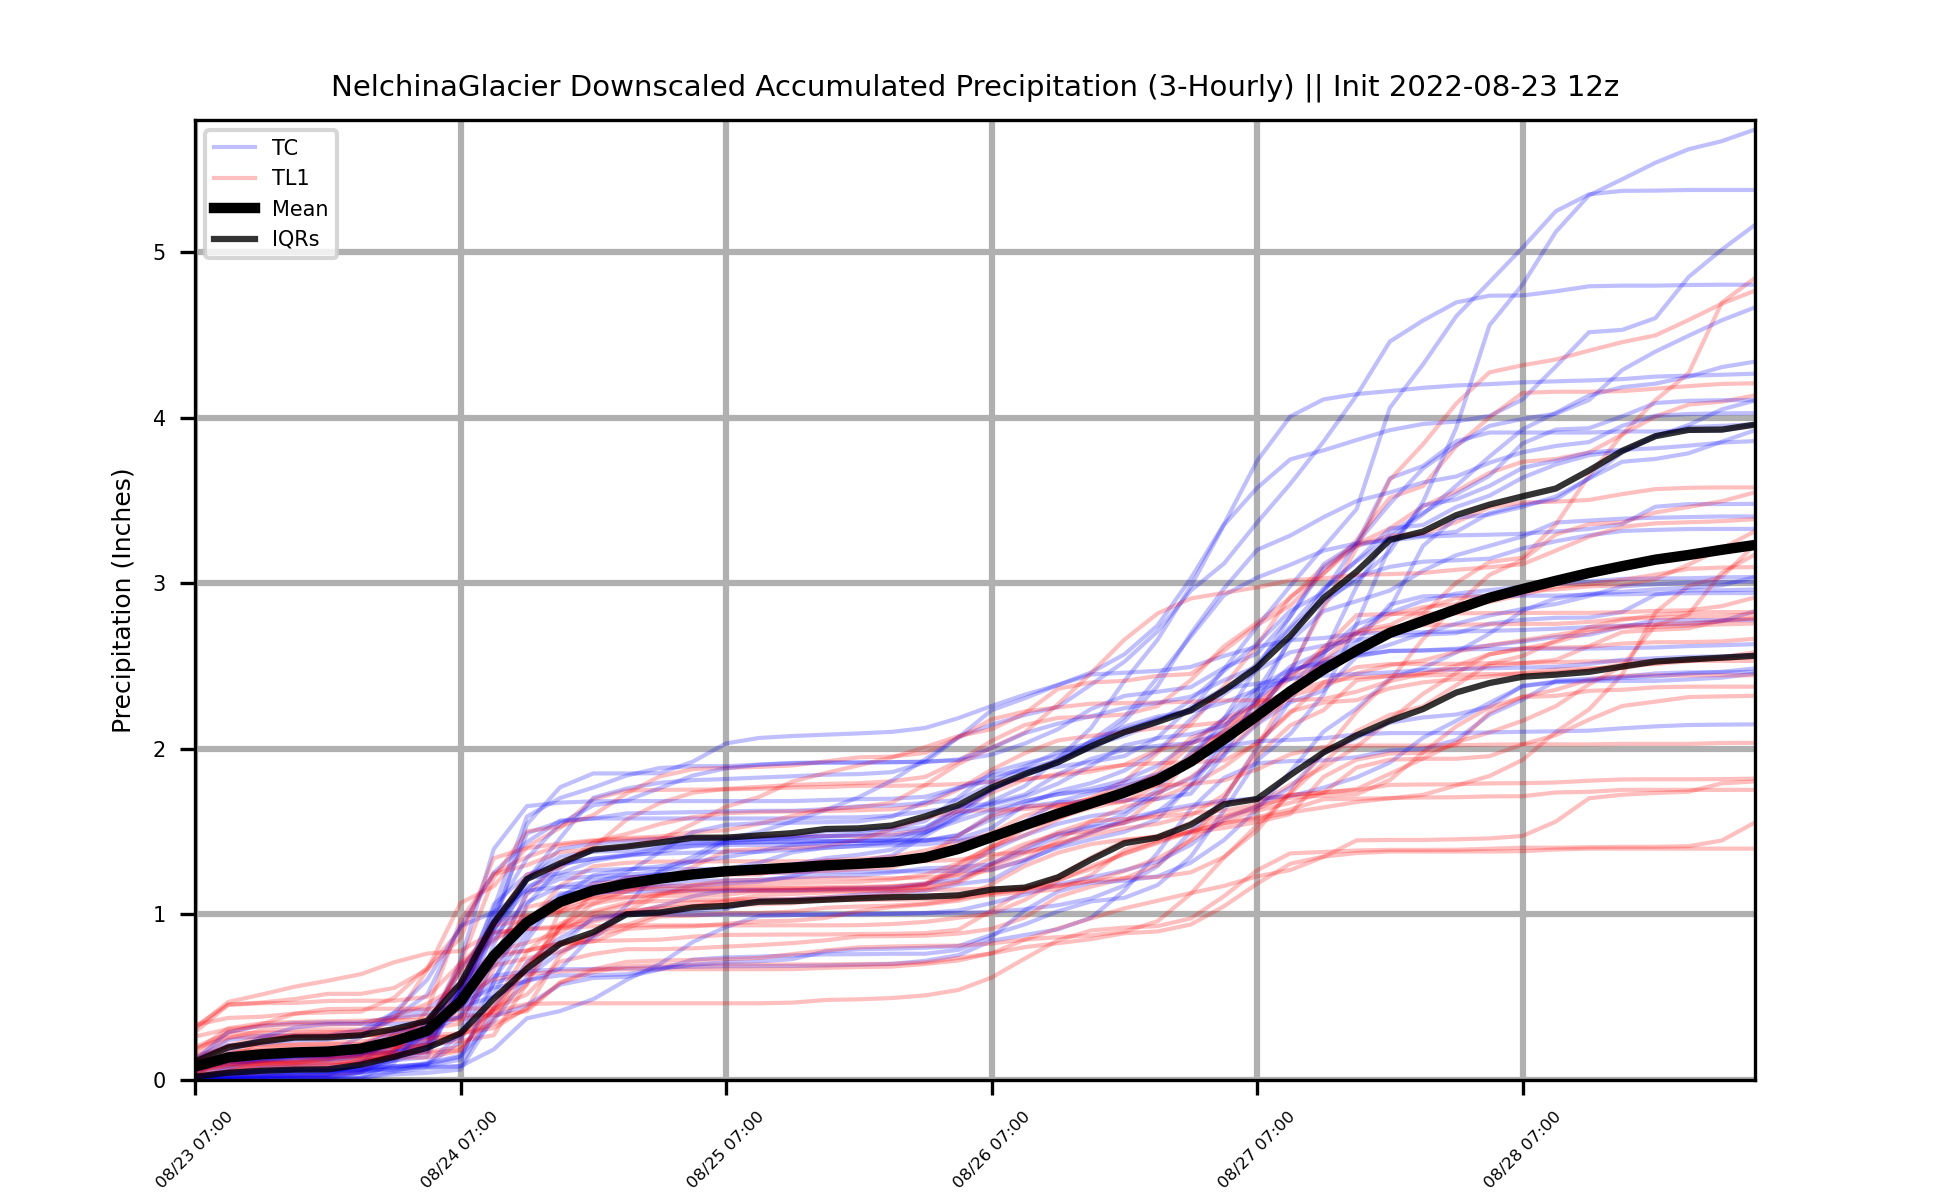 NelchinaGlacier Downscaled Accumulated Precipitation (3-Hourly) || Init 2022-08-23 12z
TC
TL1
Mean
IQRs
Precipitation (Inches)
5
4
3
2
1
0
08/23 07:00
08/24 07:00
08/25 07:00
08/26 07:00
08/27 07:00
08/28 07:00